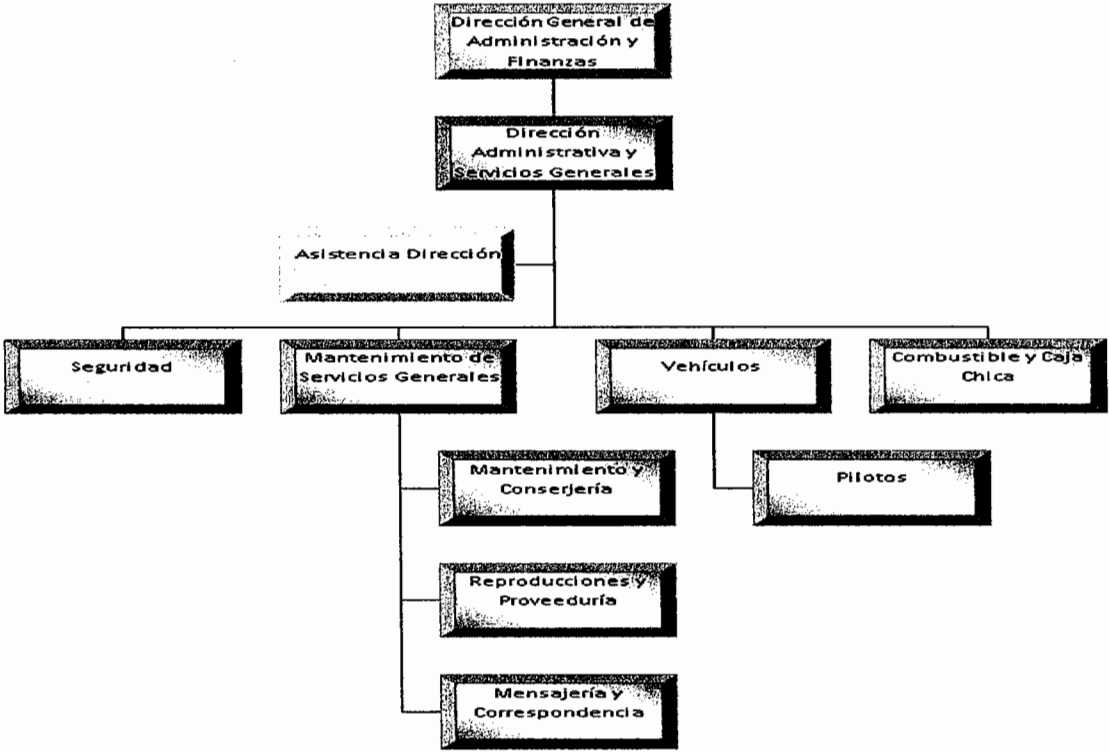 Dirección General de
Administración y
Finanzas
Dirección
Administrativa y
Servicios Generales
Asistencia Dirección
Seguridad
Mantenimiento de
Servicios Generales
Vehículos
Combustible y Caja
Chica
Mantenimiento y
Conserjería
Pilotos
Reproducciones y
Proveeduría
Mensajería y
Correspondencia